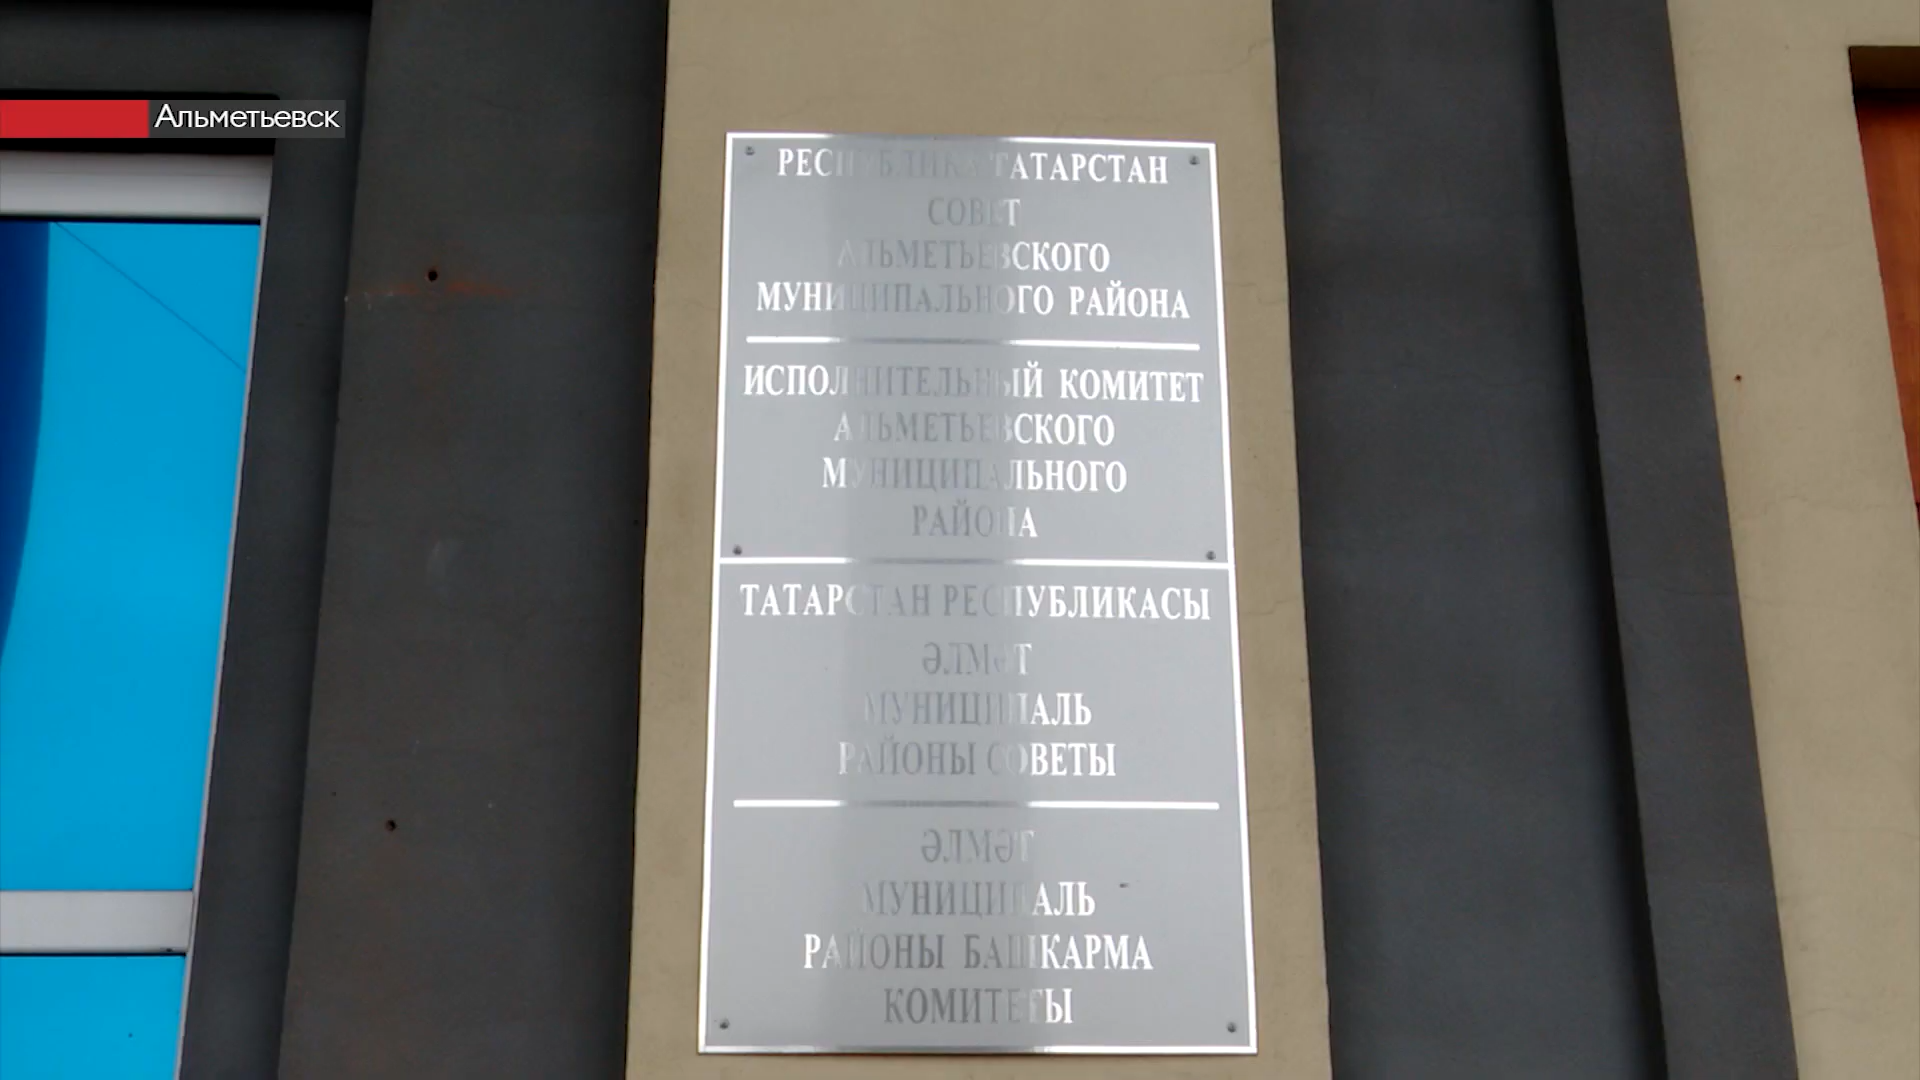 Альметьевск
РЕСПУБЛИКА ТАТАРСТАН
СОВЕТ
АЛЬМЕТЬЕВСКОГО
МУНИЦИПАЛЬНОГО РАЙОНА
ИСПОЛНИТЕЛЬНЫЙ КОМИТЕТ
АЛЬМЕТЬЕВСКОГО
МУНИЦИПАЛЬНОГО
РАЙОНА
ТАТАРСТАН РЕСПУБЛИКАСЫ
ӘЛМӘТ
МУНИЦИПАЛЬ
РАЙОНЫ СОВЕТЫ
ӘЛМӘТ
МУНИЦИПАЛЬ
РАЙОНЫ БАШКАРМА
КОМИТЕТЫ